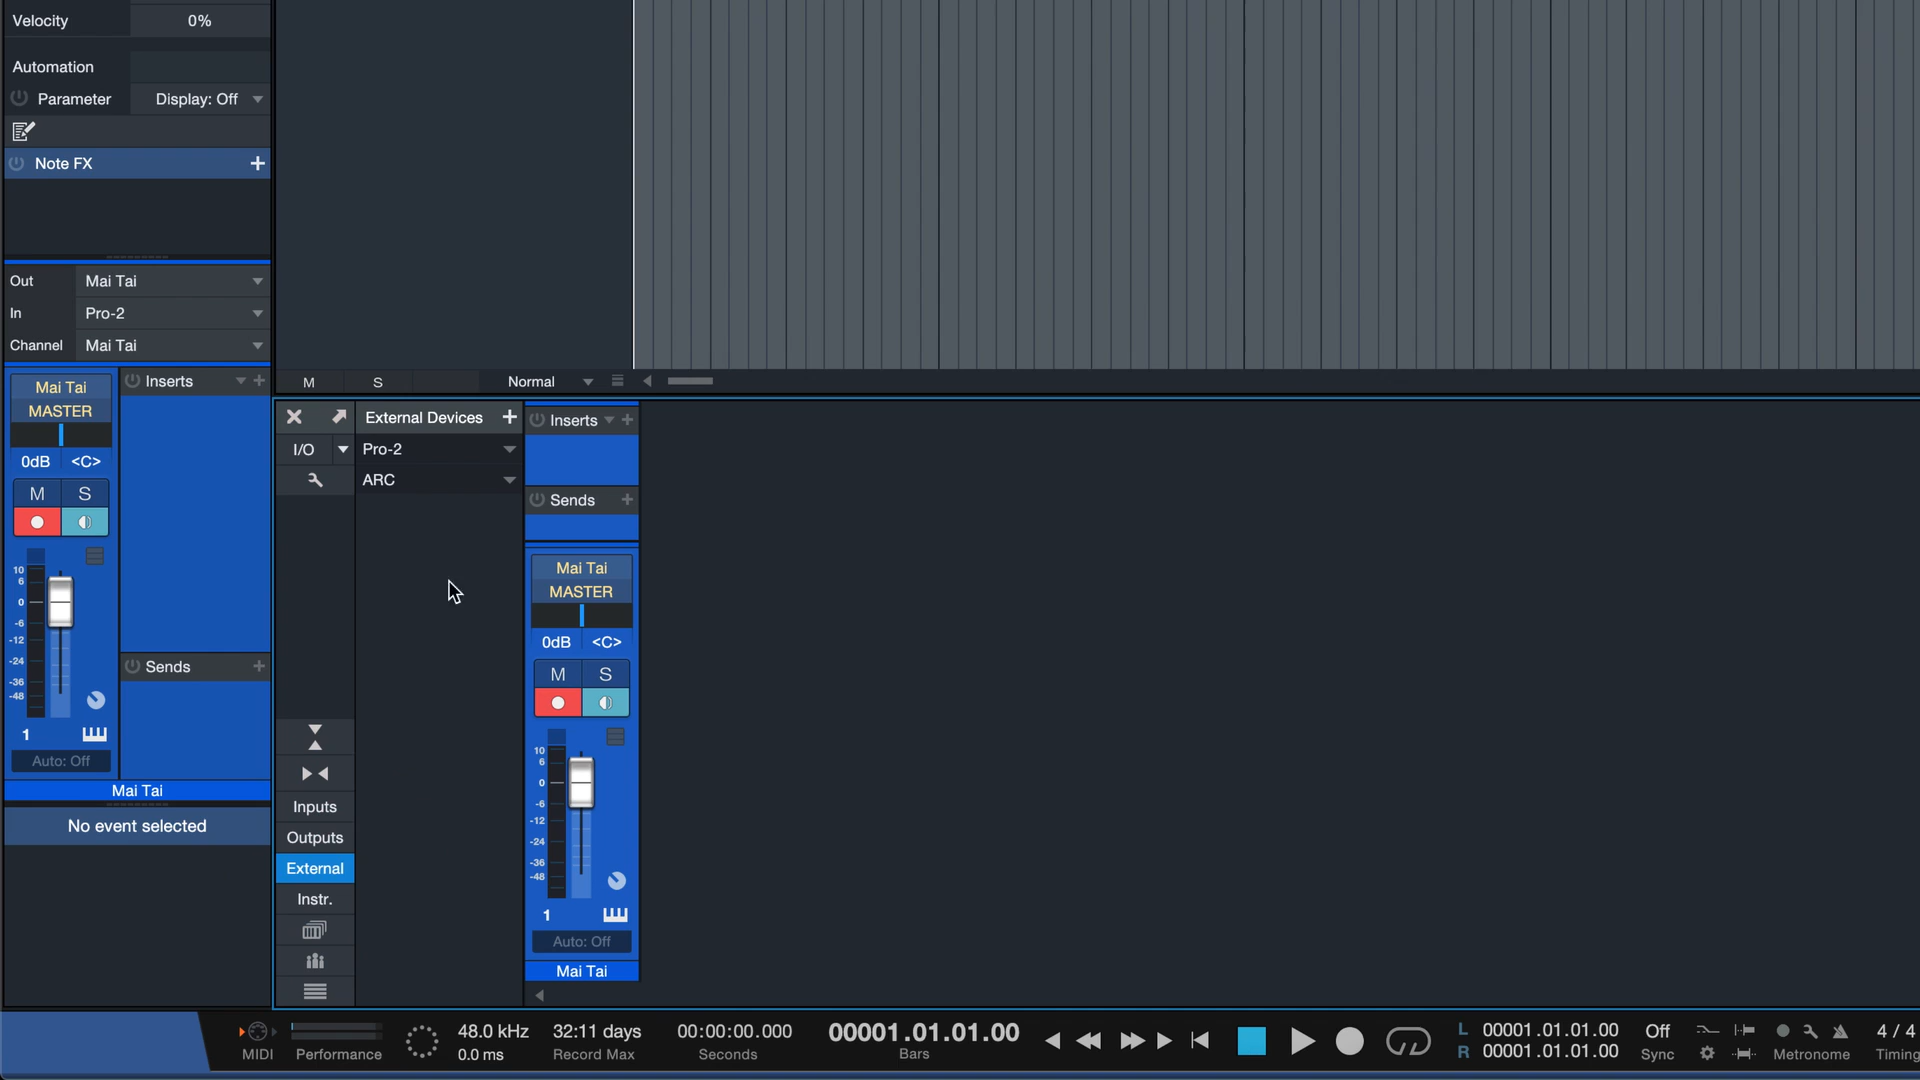 Velocity 0%
Automation
Parameter Display: Off
Note FX +
Out Mai Tai
In Pro-2
Channel Mai Tai
Mai Tai
MASTER
0dB <C>
M S
10
6
0
-6
-12
-24
-36
-48
1
Auto: Off
Mai Tai
Inserts +
Sends +
No event selected
M S Normal
External Devices +
I/O Pro-2
ARC
Inputs
Outputs
External
Instr.
Inserts +
Sends +
Mai Tai
MASTER
0dB <C>
M S
10
6
0
-6
-12
-24
-36
-48
1
Auto: Off
Mai Tai
MIDI
Performance
48.0 kHz
0.0 ms
32:11 days
Record Max
00:00:00.000
Seconds
00001.01.01.00
Bars
L 00001.01.01.00
R 00001.01.01.00
Off
Sync
Metronome
4 / 4
Timing